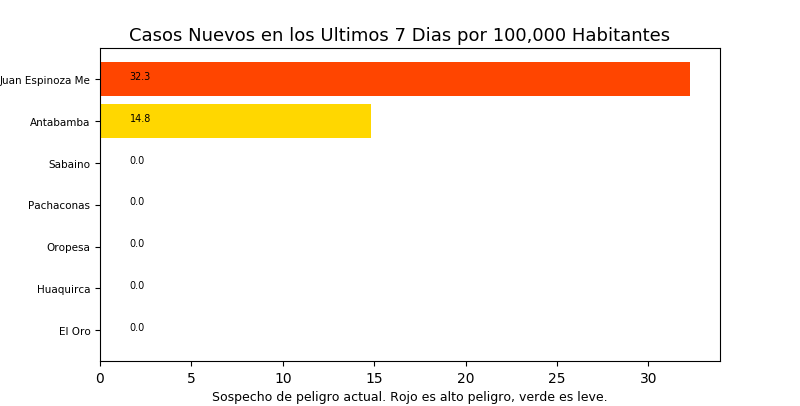 Casos Nuevos en los Ultimos 7 Dias por 100,000 Habitantes
Juan Espinoza Me
32.3
Antabamba
14.8
Sabaino
0.0
Pachaconas
0.0
Oropesa
0.0
Huaquirca
0.0
El Oro
0.0
0 5 10 15 20 25 30
Sospecho de peligro actual. Rojo es alto peligro, verde es leve.